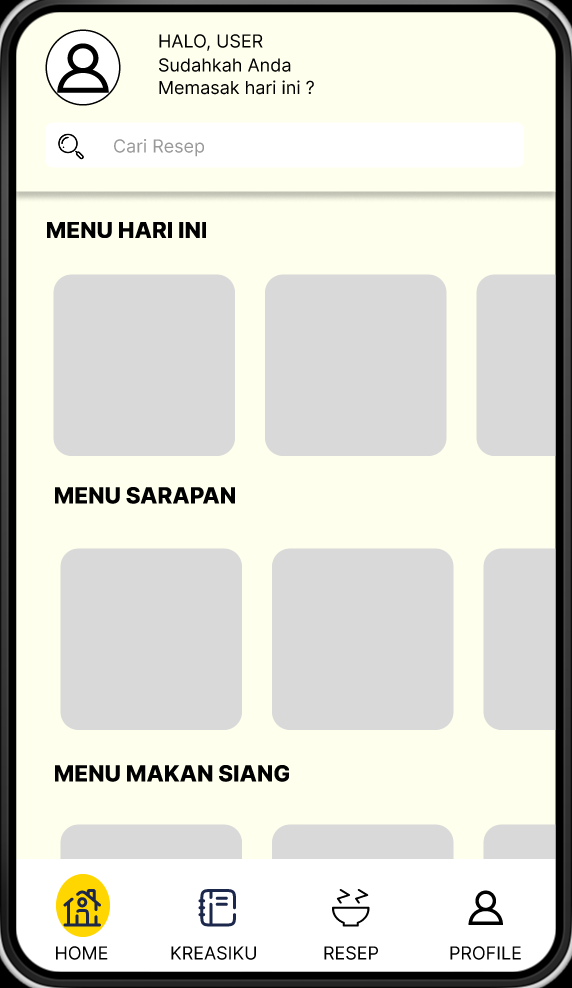 HALO, USER
Sudahkah Anda
Memasak hari ini ?
Cari Resep
MENU HARI INI
MENU SARAPAN
MENU MAKAN SIANG
HOME
KREASIKU
RESEP
PROFILE